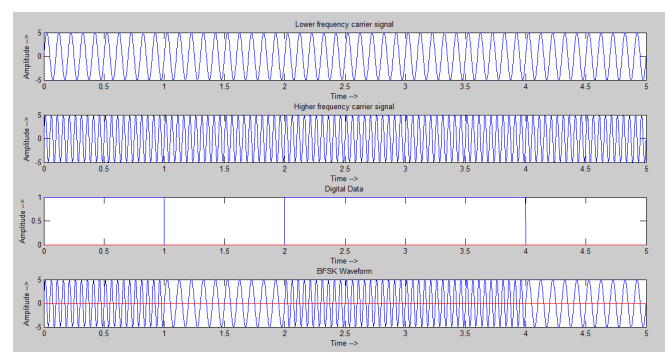 Lower frequency carrier signal
Amplitude -->
5
0
-5
0 0.5 1 1.5 2 2.5 3 3.5 4 4.5 5
Time -->
Higher frequency carrier signal
Amplitude -->
5
0
-5
0 0.5 1 1.5 2 2.5 3 3.5 4 4.5 5
Time -->
Digital Data
Amplitude -->
1
0.5
0
0 0.5 1 1.5 2 2.5 3 3.5 4 4.5 5
Time -->
BFSK Waveform
Amplitude -->
5
0
-5
0 0.5 1 1.5 2 2.5 3 3.5 4 4.5 5
Time -->